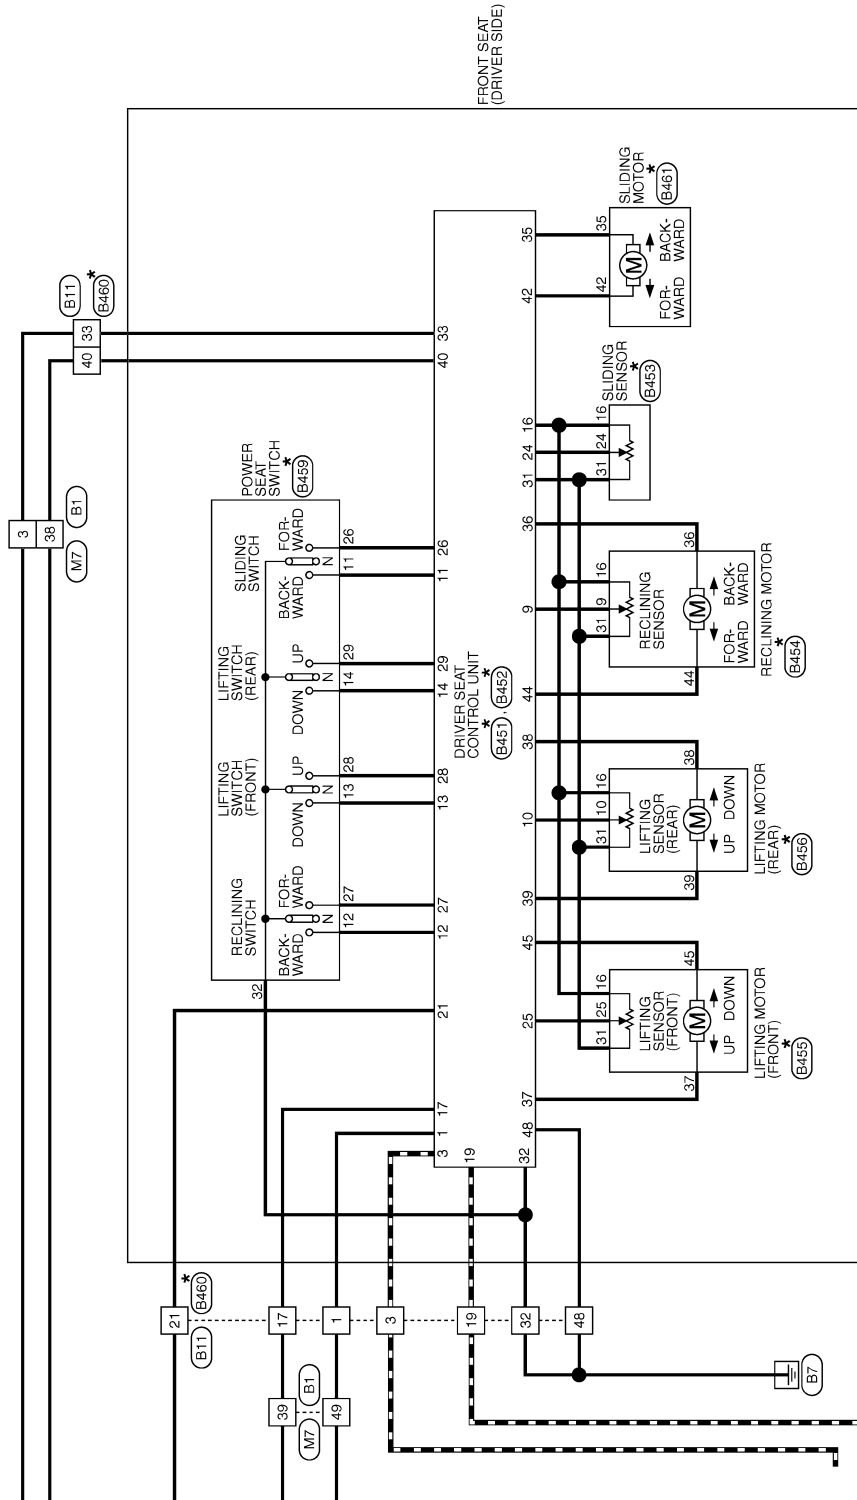 FRONT SEAT
(DRIVER SIDE)
SLIDING
MOTOR
*
B461
35
42
35
42
M
BACK-
WARD
FOR-
WARD
B11
*
B460
33
40
33
40
3
38
B1
M7
SLIDING
SENSOR
*
B453
16
24
31
16
24
31
POWER
SEAT
SWITCH
*
B459
SLIDING
SWITCH
FOR-
WARD
BACK-
WARD
N
26
11
26
11
LIFTING
SWITCH
(REAR)
UP
DOWN
N
29
14
29
14
LIFTING
SWITCH
(FRONT)
UP
DOWN
N
28
13
28
13
RECLINING
SWITCH
FOR-
WARD
BACK-
WARD
N
27
12
27
12
32
DRIVER SEAT
CONTROL UNIT
*
*
B451 , B452
36
9
44
36
16
9
31
44
RECLINING
SENSOR
M
BACK-
WARD
FOR-
WARD
RECLINING MOTOR
*
B454
38
10
39
38
16
10
31
39
LIFTING
SENSOR
(REAR)
M
UP
DOWN
LIFTING MOTOR
(REAR)
*
B456
45
25
37
45
16
25
31
37
LIFTING
SENSOR
(FRONT)
M
UP
DOWN
LIFTING MOTOR
(FRONT)
*
B455
21
17
1
3
19
48
32
*
B460
B11
21
17
1
3
19
32
48
B1
M7
39
49
B7